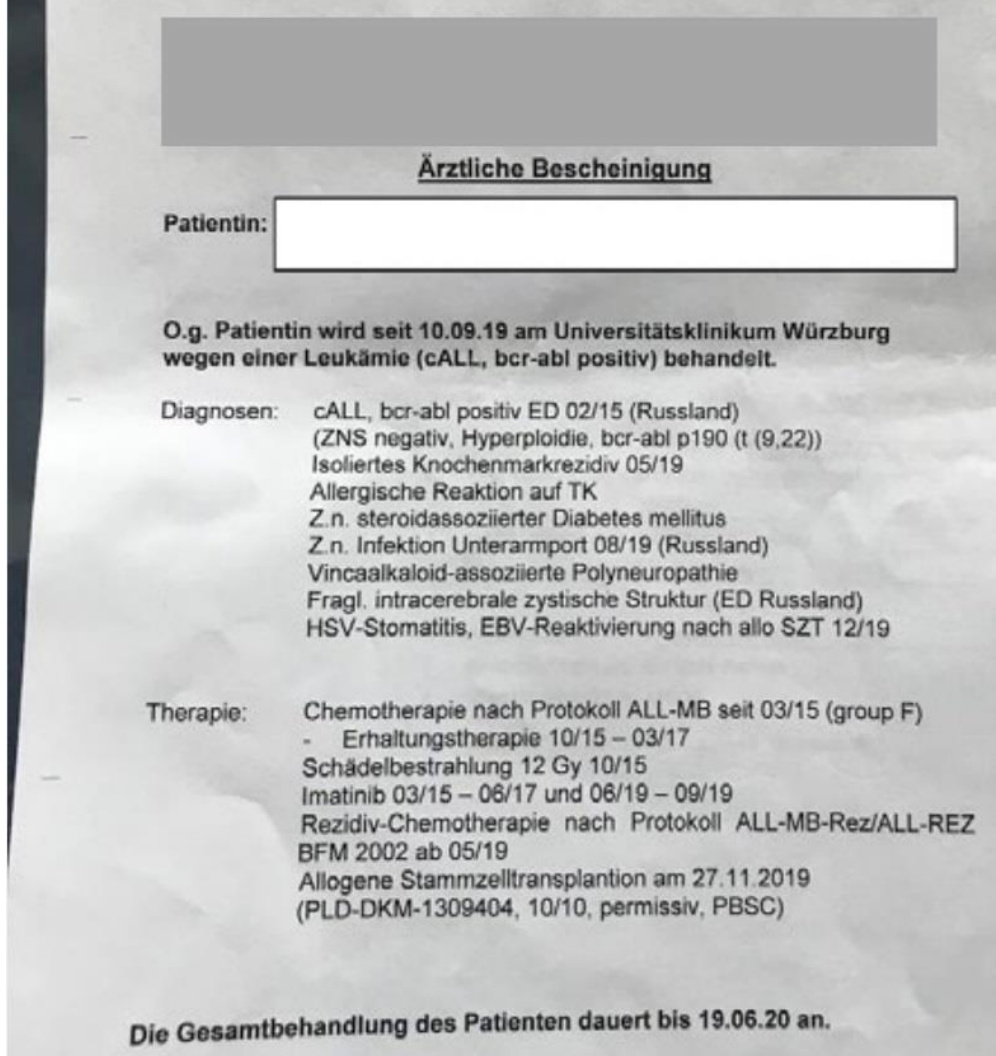 Ärztliche Bescheinigung
Patientin:
O.g. Patientin wird seit 10.09.19 am Universitätsklinikum Würzburg
wegen einer Leukämie (cALL, bcr-abl positiv) behandelt.
Diagnosen: cALL, bcr-abl positiv ED 02/15 (Russland)
(ZNS negativ, Hyperploidie, bcr-abl p190 (t (9,22))
Isoliertes Knochenmarkrezidiv 05/19
Allergische Reaktion auf TK
Z.n. steroidassoziierter Diabetes mellitus
Z.n. Infektion Unterarmport 08/19 (Russland)
Vincaalkaloid-assoziierte Polyneuropathie
Fragl. intracerebrale zystische Struktur (ED Russland)
HSV-Stomatitis, EBV-Reaktivierung nach allo SZT 12/19
Therapie: Chemotherapie nach Protokoll ALL-MB seit 03/15 (group F)
- Erhaltungstherapie 10/15 – 03/17
Schädelbestrahlung 12 Gy 10/15
Imatinib 03/15 – 06/17 und 06/19 – 09/19
Rezidiv-Chemotherapie nach Protokoll ALL-MB-Rez/ALL-REZ
BFM 2002 ab 05/19
Allogene Stammzelltransplantion am 27.11.2019
(PLD-DKM-1309404, 10/10, permissiv, PBSC)
Die Gesamtbehandlung des Patienten dauert bis 19.06.20 an.